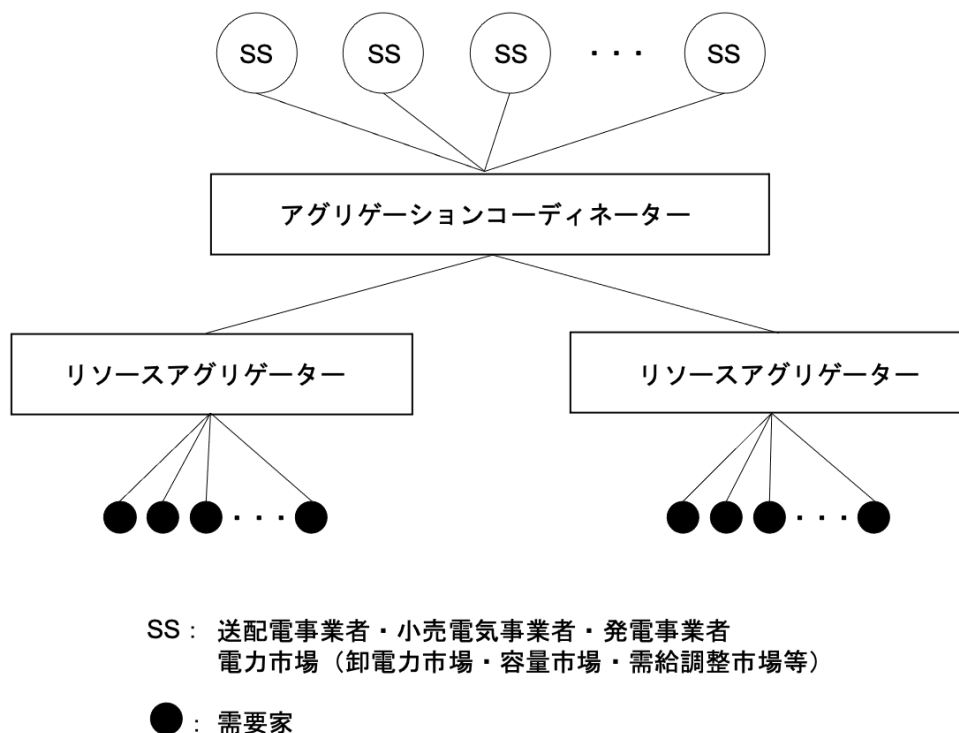 SS SS SS ・・・ SS
アグリゲーションコーディネーター
リソースアグリゲーター リソースアグリゲーター
・・・ ・・・
SS： 送配電事業者・小売電気事業者・発電事業者
電力市場（卸電力市場・容量市場・需給調整市場等）
●： 需要家